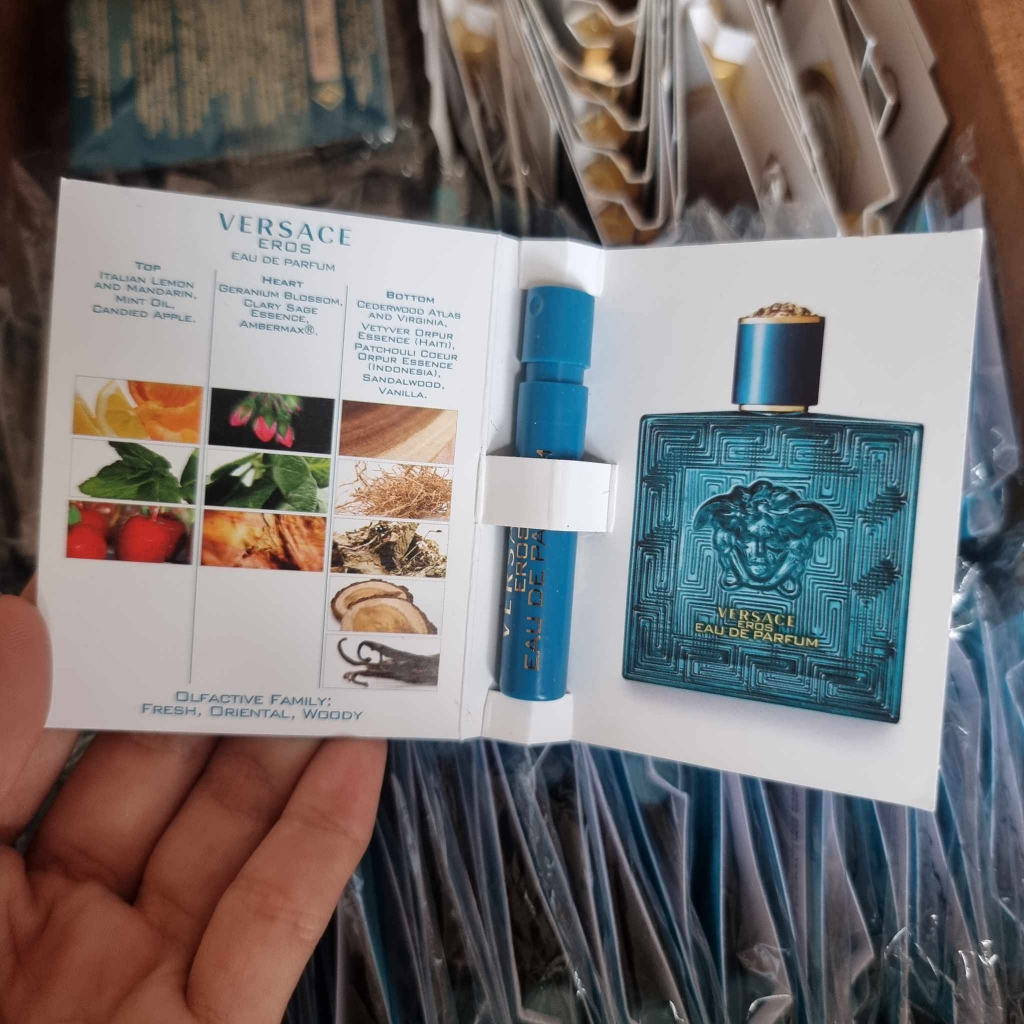 VERSACE
EROS
EAU DE PARFUM
TOP
ITALIAN LEMON
AND MANDARIN,
MINT OIL,
CANDIED APPLE.
HEART
GERANIUM BLOSSOM,
CLARY SAGE
ESSENCE,
AMBERMAX®.
BOTTOM
CEDERWOOD ATLAS
AND VIRGINIA,
VETYVER ORPUR
ESSENCE (HAITI),
PATCHOULI COEUR
ORPUR ESSENCE
(INDONESIA),
SANDALWOOD,
VANILLA.
OLFACTIVE FAMILY:
FRESH, ORIENTAL, WOODY
EROS
EAU DE PA
VERSACE
EROS
EAU DE PARFUM